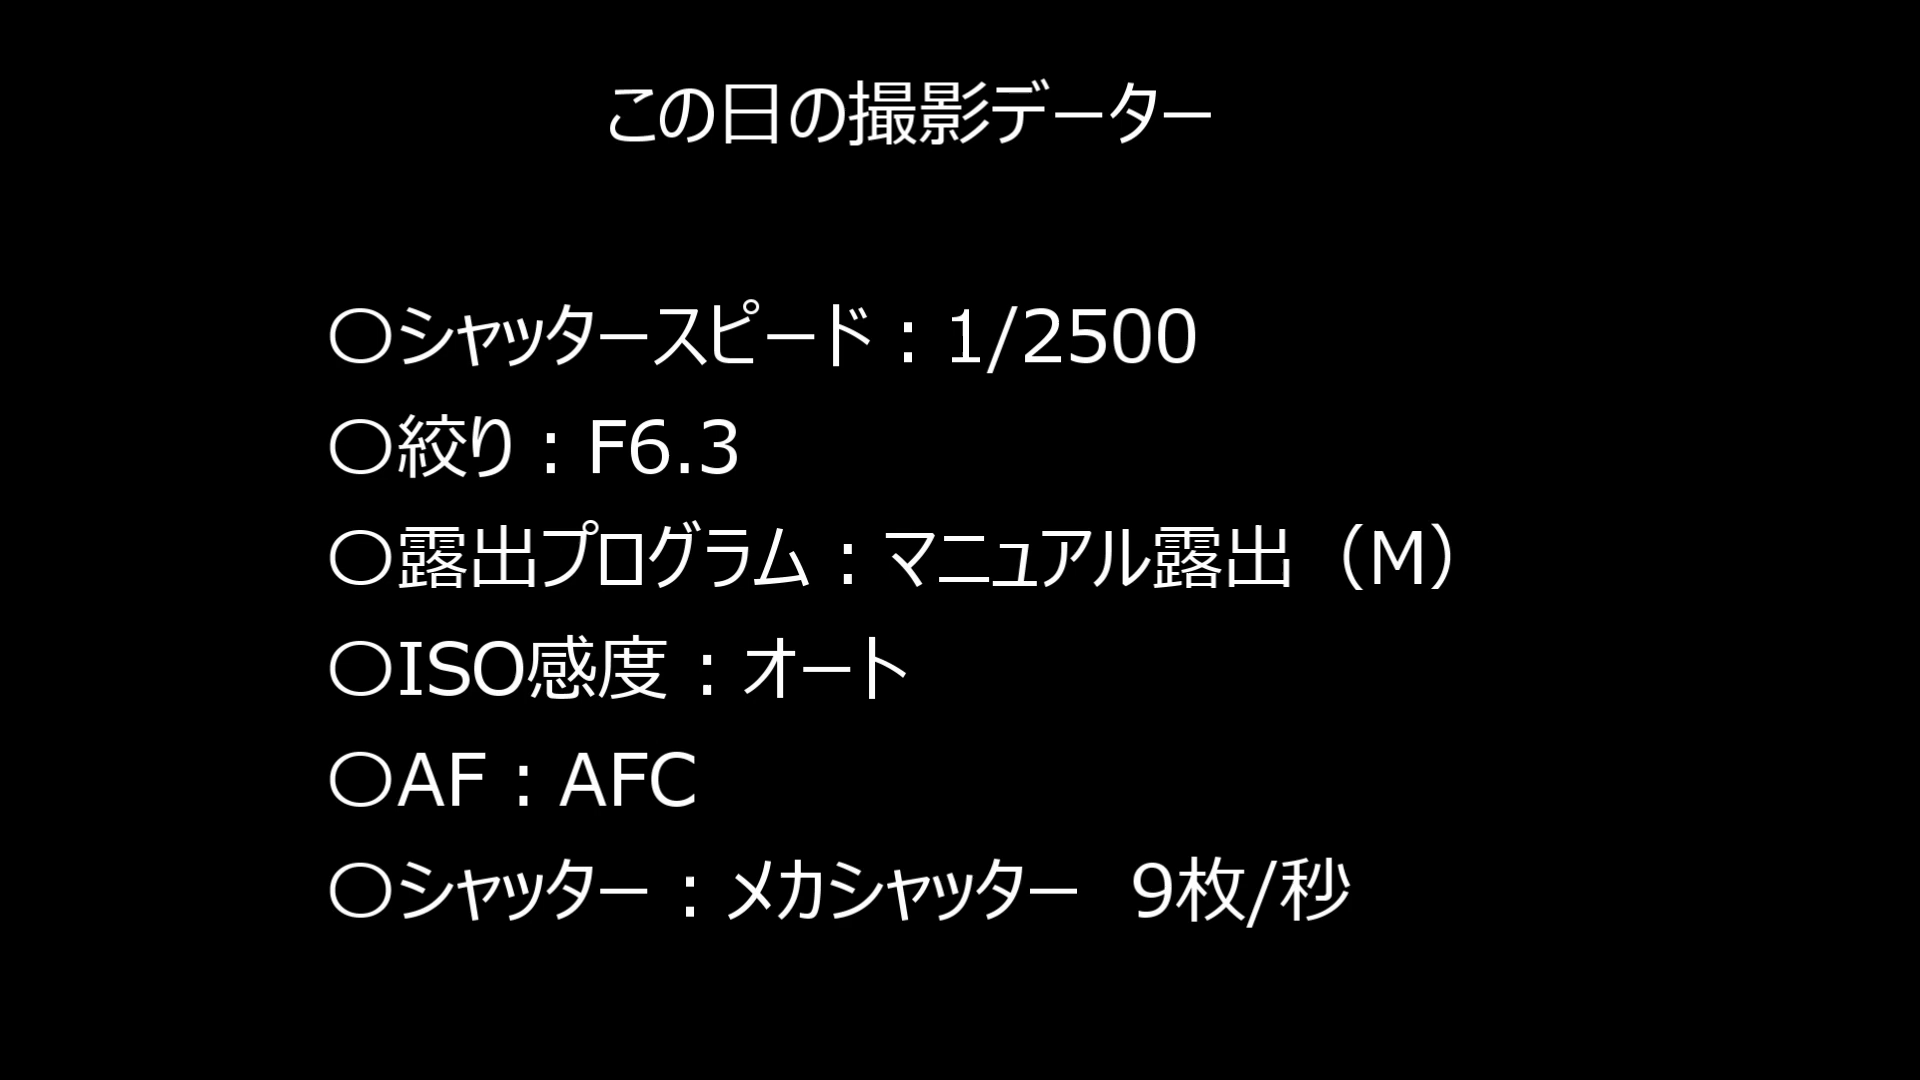 この日の撮影データー
〇シャッタースピード：1/2500
〇絞り：F6.3
〇露出プログラム：マニュアル露出（M）
〇ISO感度：オート
〇AF：AFC
〇シャッター：メカシャッター　9枚/秒